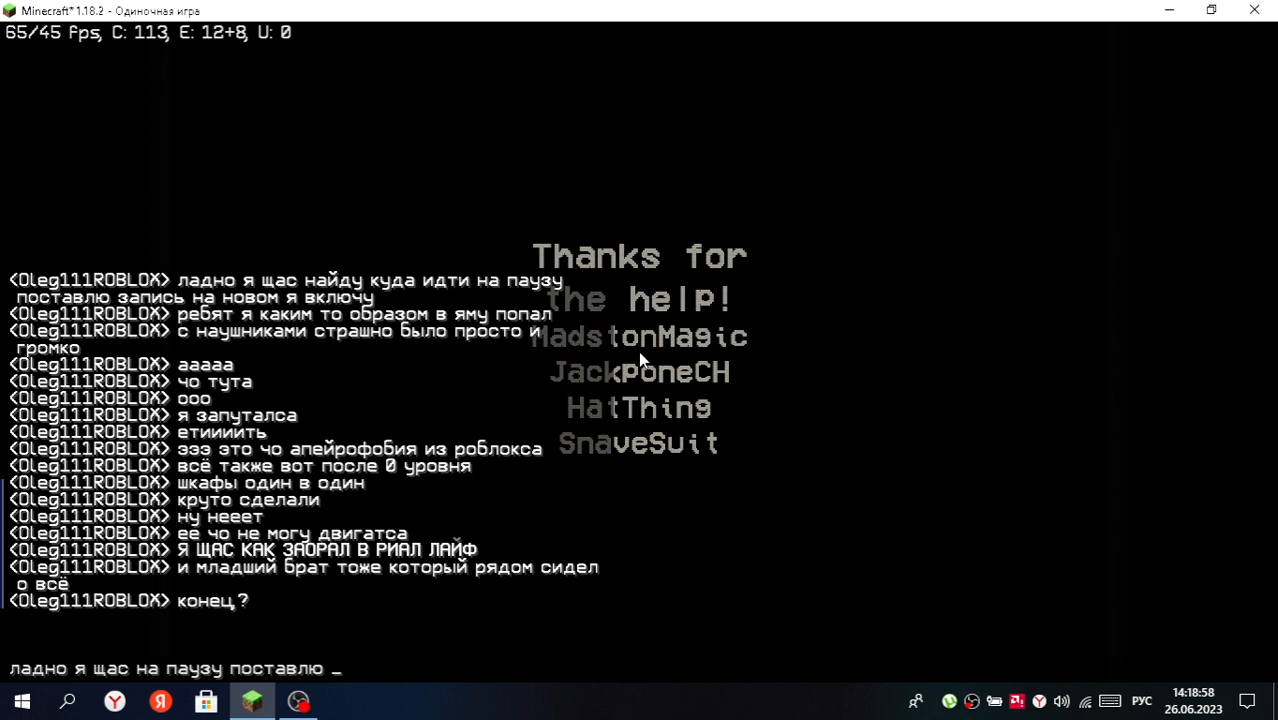 Minecraft* 1.18.2 - Одиночная игра
65/45 fps, C: 113, E: 12+8, U: 0
Thanks for
the help!
MadstonMagic
JackponeCH
HatThing
SnaveSuit
<Oleg111ROBLOX> ладно я щас найду куда идти на паузу
поставлю запись на новом я включу
<Oleg111ROBLOX> ребят я каким то образом в яму попал
<Oleg111ROBLOX> с наушниками страшно было просто и
громко
<Oleg111ROBLOX> ааааа
<Oleg111ROBLOX> чо тута
<Oleg111ROBLOX> ооо
<Oleg111ROBLOX> я запуталса
<Oleg111ROBLOX> етиииить
<Oleg111ROBLOX> эээ это чо апейрофобия из роблокса
<Oleg111ROBLOX> всё также вот после 0 уровня
<Oleg111ROBLOX> шкафы один в один
<Oleg111ROBLOX> круто сделали
<Oleg111ROBLOX> ну нееет
<Oleg111ROBLOX> её чо не могу двигатса
<Oleg111ROBLOX> Я ЩАС КАК ЗАОРАЛ В РИАЛ ЛАЙФ
<Oleg111ROBLOX> и младший брат тоже который рядом сидел
о всё
<Oleg111ROBLOX> конец?
ладно я щас на паузу поставлю _
РУС
14:18:58
26.06.2023